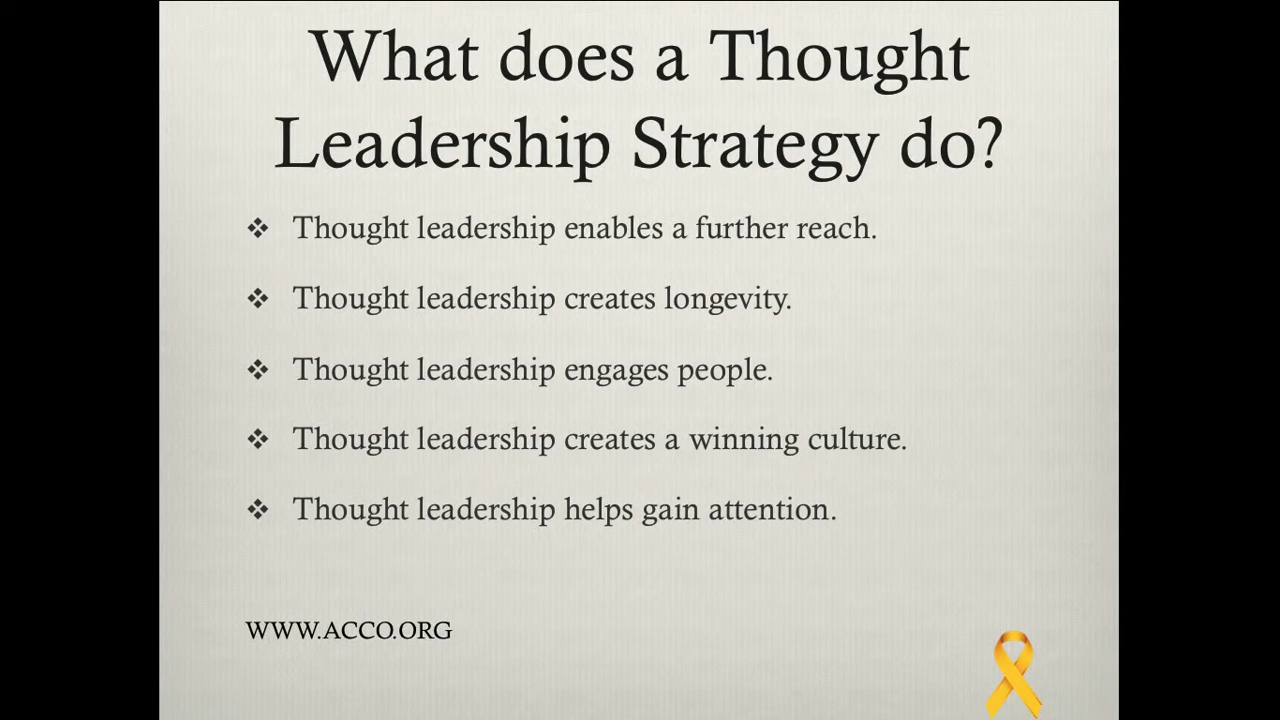 What does a Thought
Leadership Strategy do?
❖ Thought leadership enables a further reach.
❖ Thought leadership creates longevity.
❖ Thought leadership engages people.
❖ Thought leadership creates a winning culture.
❖ Thought leadership helps gain attention.
WWW.ACCO.ORG